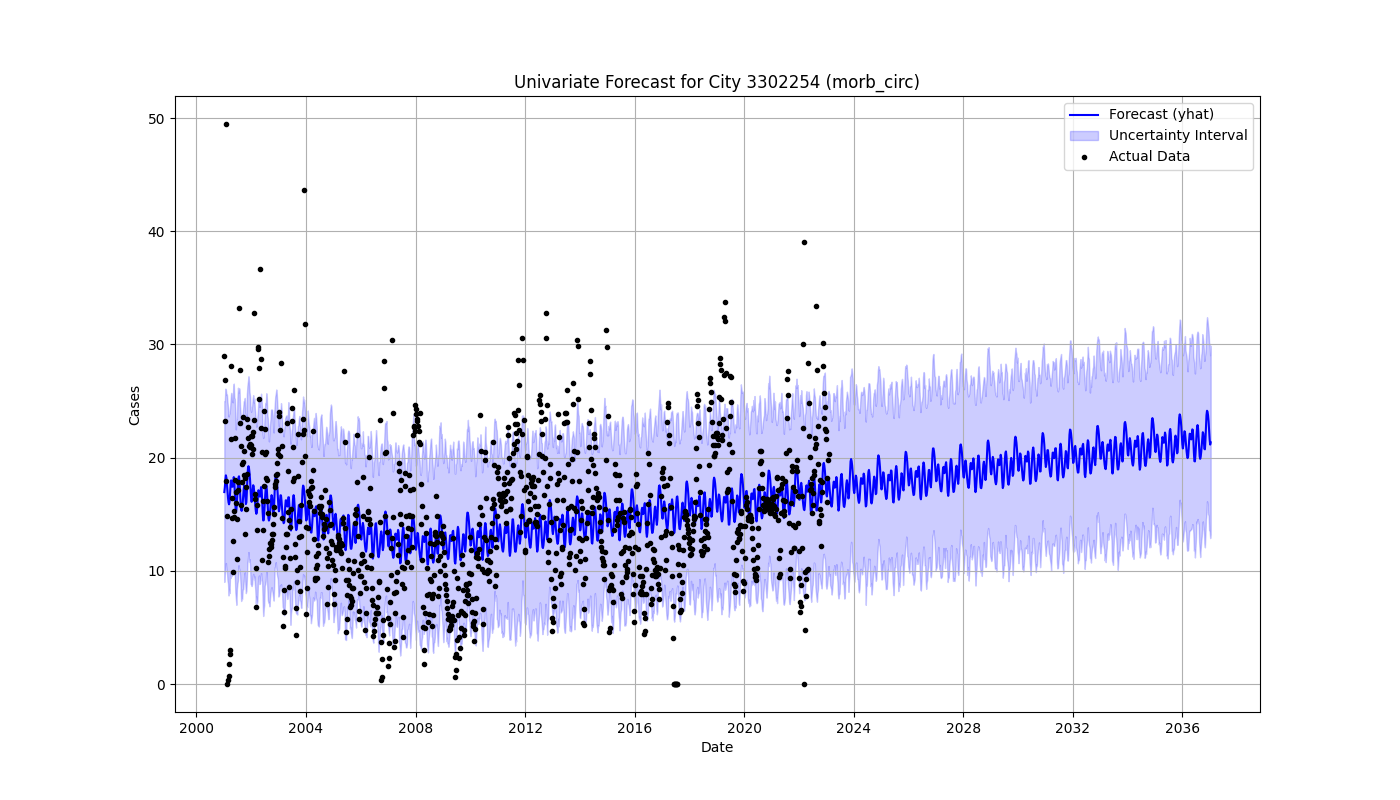 Univariate Forecast for City 3302254 (morb_circ)
Forecast (yhat)
Uncertainty Interval
Actual Data
Cases
50
40
30
20
10
0
2000 2004 2008 2012 2016 2020 2024 2028 2032 2036
Date